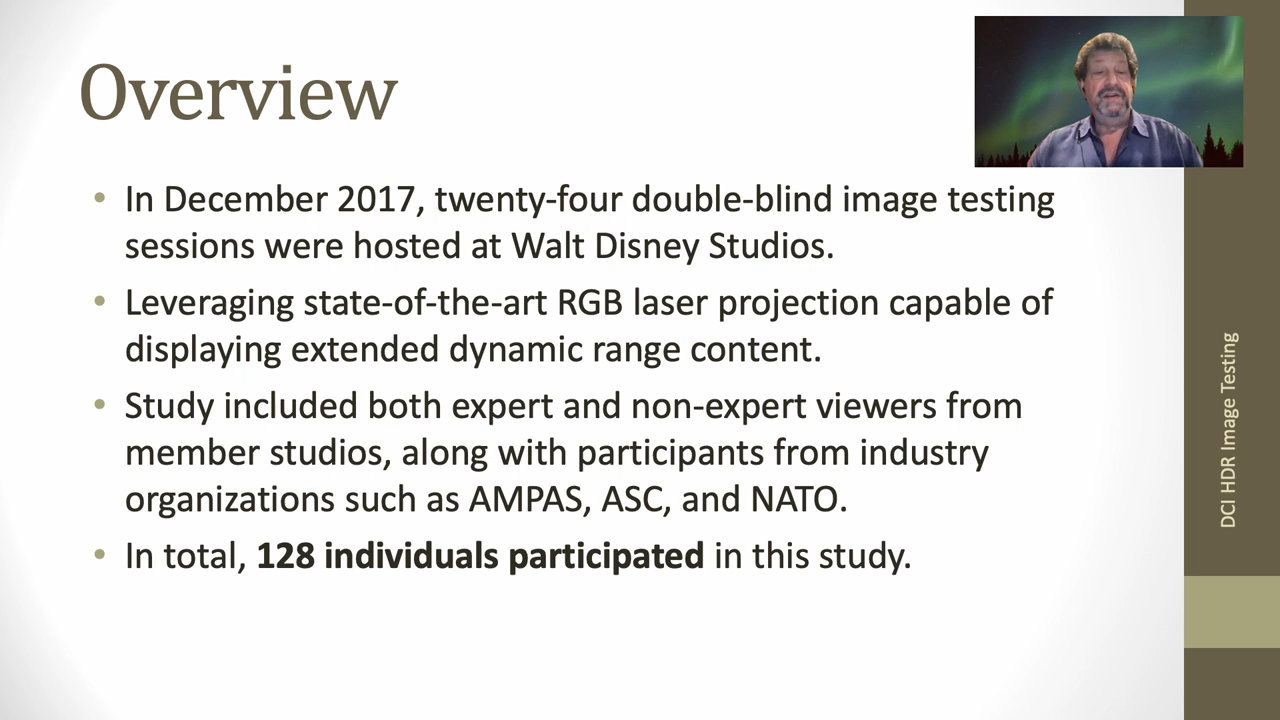 Overview
• In December 2017, twenty-four double-blind image testing
sessions were hosted at Walt Disney Studios.
• Leveraging state-of-the-art RGB laser projection capable of
displaying extended dynamic range content.
• Study included both expert and non-expert viewers from
member studios, along with participants from industry
organizations such as AMPAS, ASC, and NATO.
• In total, 128 individuals participated in this study.
DCI HDR Image Testing